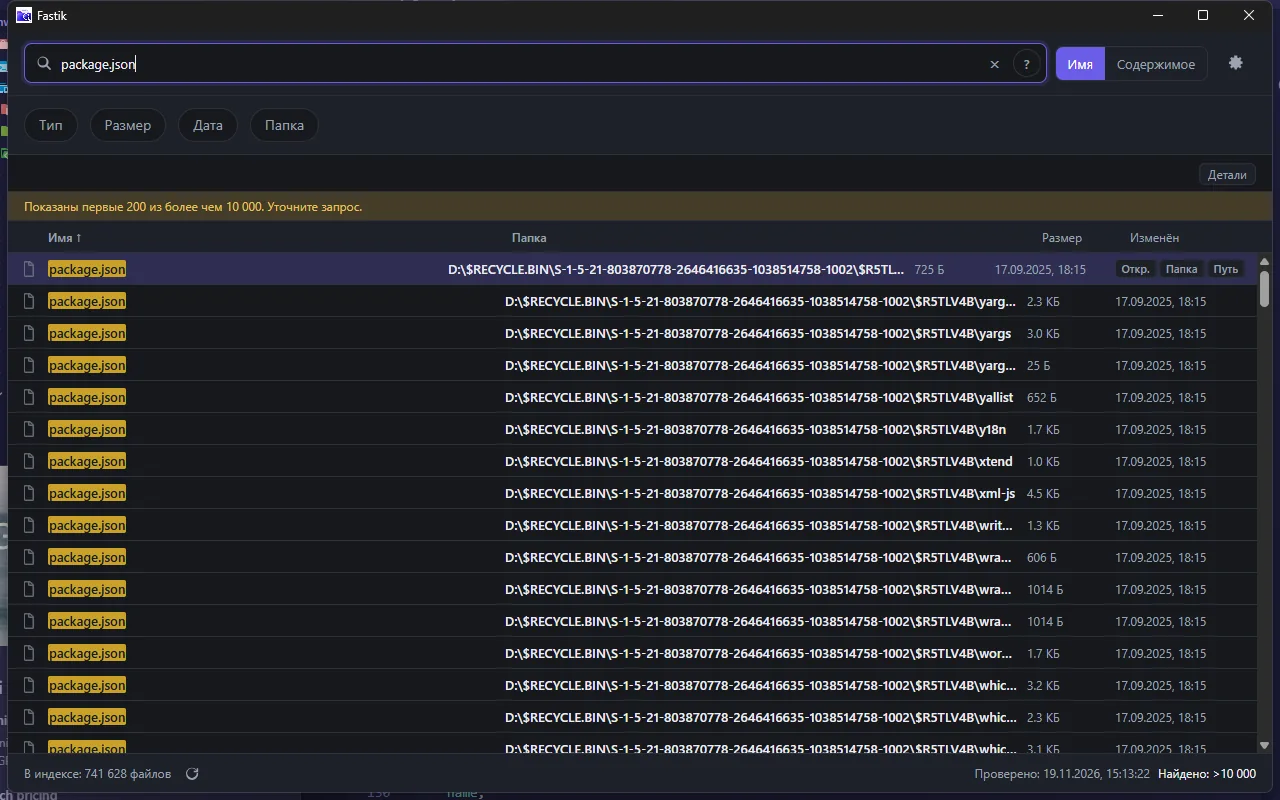 Fastik
package.json
?
Имя Содержимое
Тип Размер Дата Папка
Детали
Показаны первые 200 из более чем 10 000. Уточните запрос.
Имя ↑ Папка Размер Изменён
package.json D:\$RECYCLE.BIN\S-1-5-21-803870778-2646416635-1038514758-1002\$R5TL... 725 Б 17.09.2025, 18:15 Откр. Папка Путь
package.json D:\$RECYCLE.BIN\S-1-5-21-803870778-2646416635-1038514758-1002\$R5TLV4B\yarg... 2.3 КБ 17.09.2025, 18:15
package.json D:\$RECYCLE.BIN\S-1-5-21-803870778-2646416635-1038514758-1002\$R5TLV4B\yargs 3.0 КБ 17.09.2025, 18:15
package.json D:\$RECYCLE.BIN\S-1-5-21-803870778-2646416635-1038514758-1002\$R5TLV4B\yarg... 25 Б 17.09.2025, 18:15
package.json D:\$RECYCLE.BIN\S-1-5-21-803870778-2646416635-1038514758-1002\$R5TLV4B\yallist 652 Б 17.09.2025, 18:15
package.json D:\$RECYCLE.BIN\S-1-5-21-803870778-2646416635-1038514758-1002\$R5TLV4B\y18n 1.7 КБ 17.09.2025, 18:15
package.json D:\$RECYCLE.BIN\S-1-5-21-803870778-2646416635-1038514758-1002\$R5TLV4B\xtend 1.0 КБ 17.09.2025, 18:15
package.json D:\$RECYCLE.BIN\S-1-5-21-803870778-2646416635-1038514758-1002\$R5TLV4B\xml-js 4.5 КБ 17.09.2025, 18:15
package.json D:\$RECYCLE.BIN\S-1-5-21-803870778-2646416635-1038514758-1002\$R5TLV4B\writ... 1.3 КБ 17.09.2025, 18:15
package.json D:\$RECYCLE.BIN\S-1-5-21-803870778-2646416635-1038514758-1002\$R5TLV4B\wra... 606 Б 17.09.2025, 18:15
package.json D:\$RECYCLE.BIN\S-1-5-21-803870778-2646416635-1038514758-1002\$R5TLV4B\wra... 1014 Б 17.09.2025, 18:15
package.json D:\$RECYCLE.BIN\S-1-5-21-803870778-2646416635-1038514758-1002\$R5TLV4B\wra... 1014 Б 17.09.2025, 18:15
package.json D:\$RECYCLE.BIN\S-1-5-21-803870778-2646416635-1038514758-1002\$R5TLV4B\wor... 1.7 КБ 17.09.2025, 18:15
package.json D:\$RECYCLE.BIN\S-1-5-21-803870778-2646416635-1038514758-1002\$R5TLV4B\whic... 3.2 КБ 17.09.2025, 18:15
package.json D:\$RECYCLE.BIN\S-1-5-21-803870778-2646416635-1038514758-1002\$R5TLV4B\whic... 2.3 КБ 17.09.2025, 18:15
package.json D:\$RECYCLE.BIN\S-1-5-21-803870778-2646416635-1038514758-1002\$R5TLV4B\whic... 3.1 КБ 17.09.2025, 18:15
В индексе: 741 628 файлов Проверено: 19.11.2026, 15:13:22 Найдено: >10 000
ch pricing name,